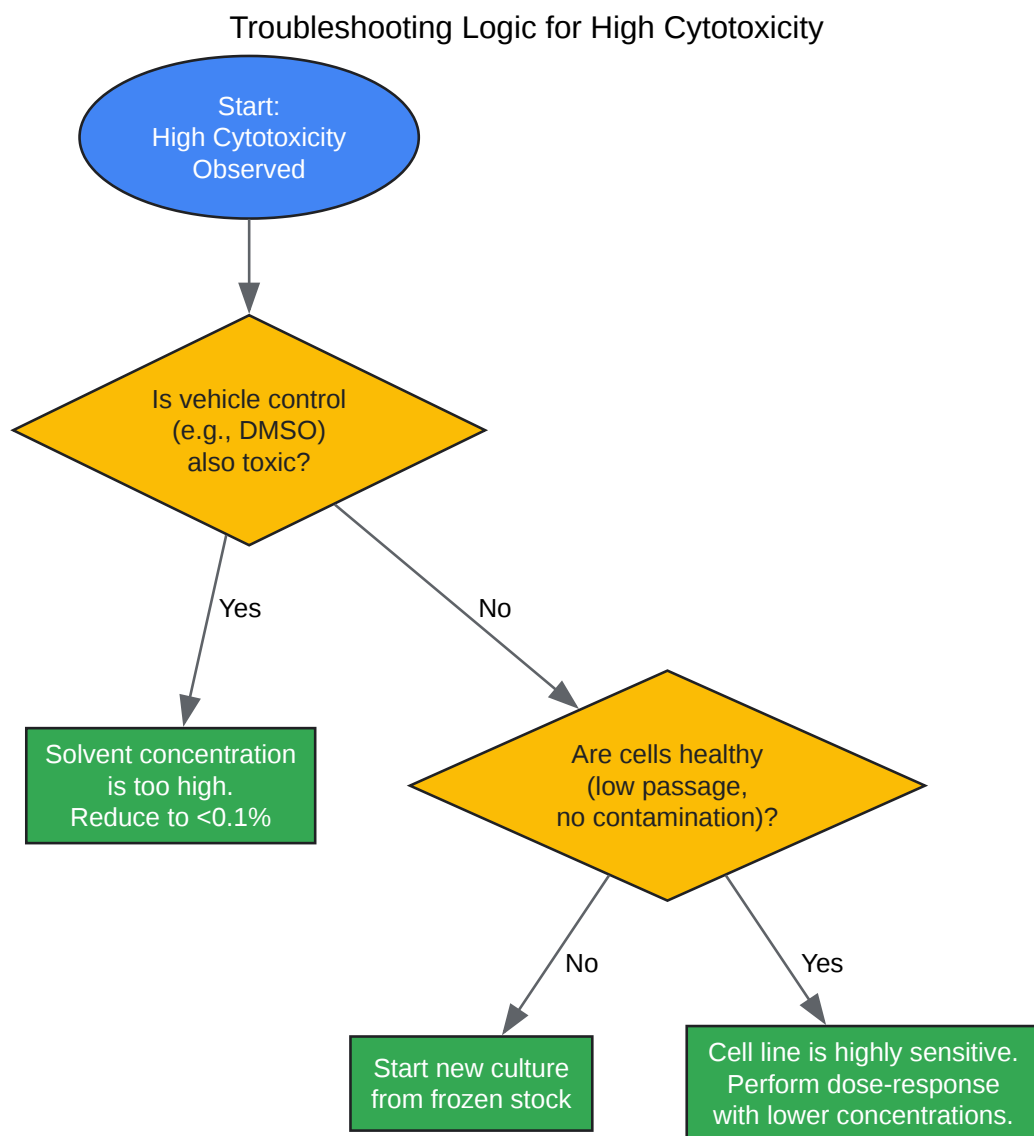 Troubleshooting Logic for High Cytotoxicity
Start:
High Cytotoxicity
Observed
Is vehicle control
(e.g., DMSO)
also toxic?
Yes
No
Solvent concentration
is too high.
Reduce to <0.1%
Are cells healthy
(low passage,
no contamination)?
No
Yes
Start new culture
from frozen stock
Cell line is highly sensitive.
Perform dose-response
with lower concentrations.